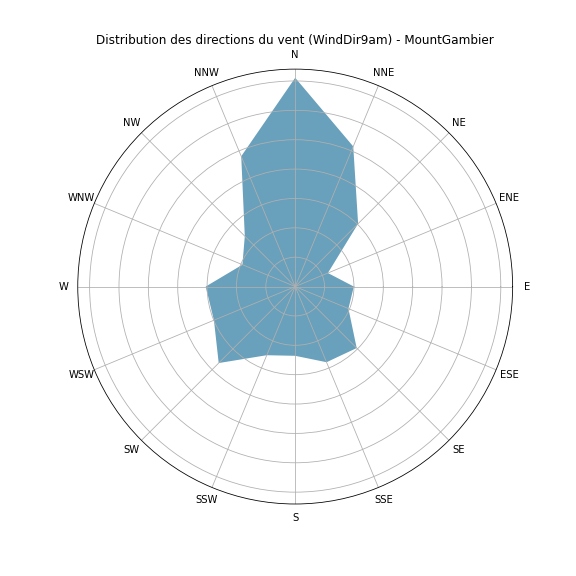 Distribution des directions du vent (WindDir9am) - MountGambier
N
NNW
NNE
NW
NE
WNW
ENE
W
E
WSW
ESE
SW
SE
SSW
SSE
S